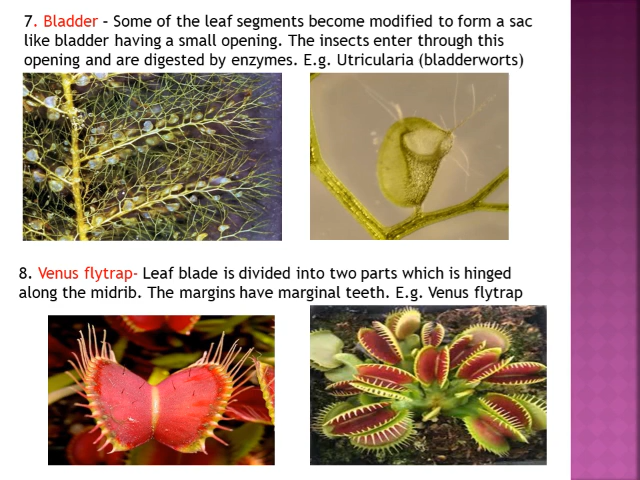 7. Bladder – Some of the leaf segments become modified to form a sac
like bladder having a small opening. The insects enter through this
opening and are digested by enzymes. E.g. Utricularia (bladderworts)
8. Venus flytrap- Leaf blade is divided into two parts which is hinged
along the midrib. The margins have marginal teeth. E.g. Venus flytrap